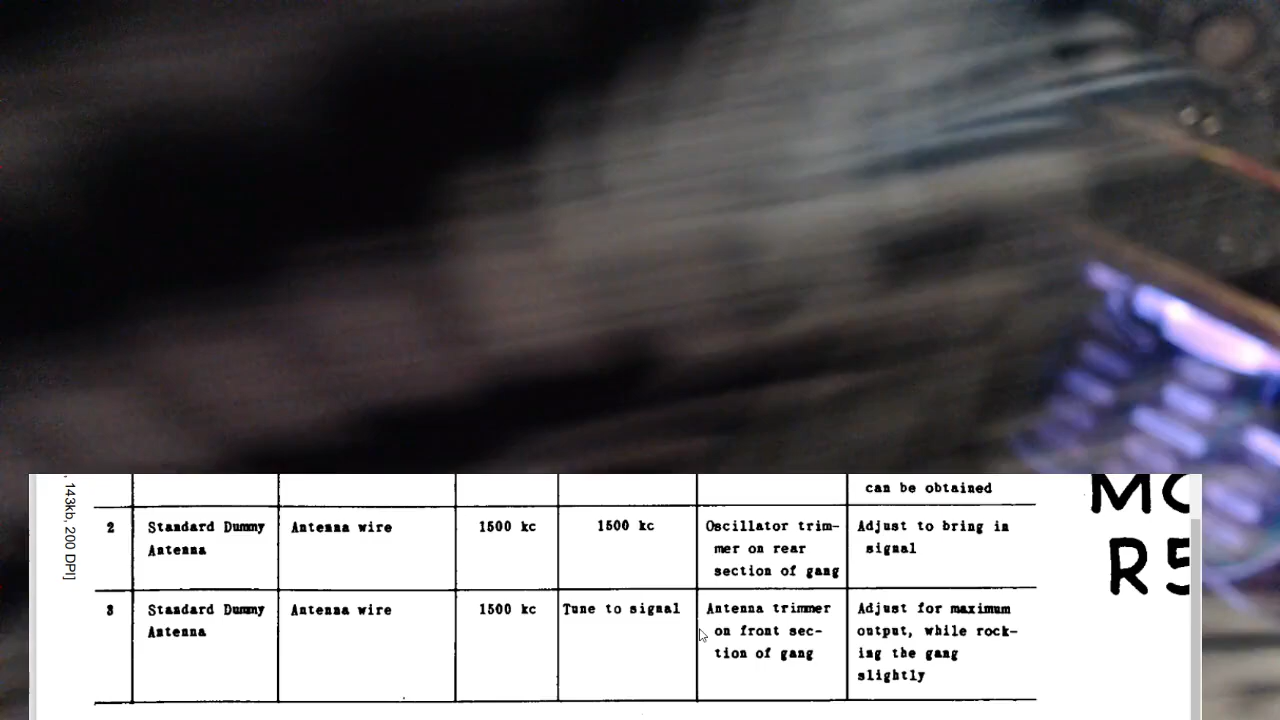 can be obtained
, 143kb, 200 DPI]
2 Standard Dummy Antenna wire 1500 kc 1500 kc Oscillator trim- Adjust to bring in
Antenna mer on rear signal
section of gang
3 Standard Dummy Antenna wire 1500 kc Tune to signal Antenna trimmer Adjust for maximum
Antenna on front sec- output, while rock-
tion of gang ing the gang
slightly
R5